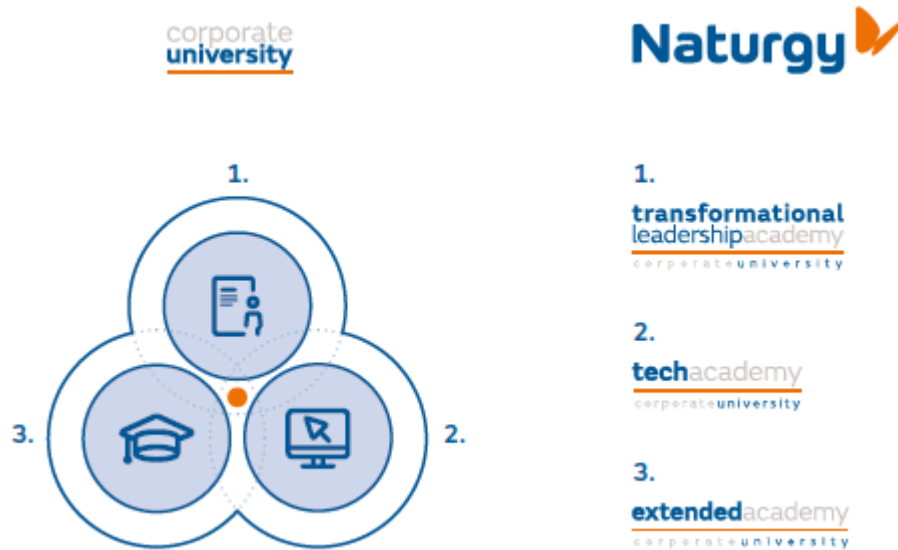 corporate
university
Naturgy
1.
3.
2.
1.
transformational
leadershipacademy
corporateuniversity
2.
techacademy
corporateuniversity
3.
extendedacademy
corporateuniversity